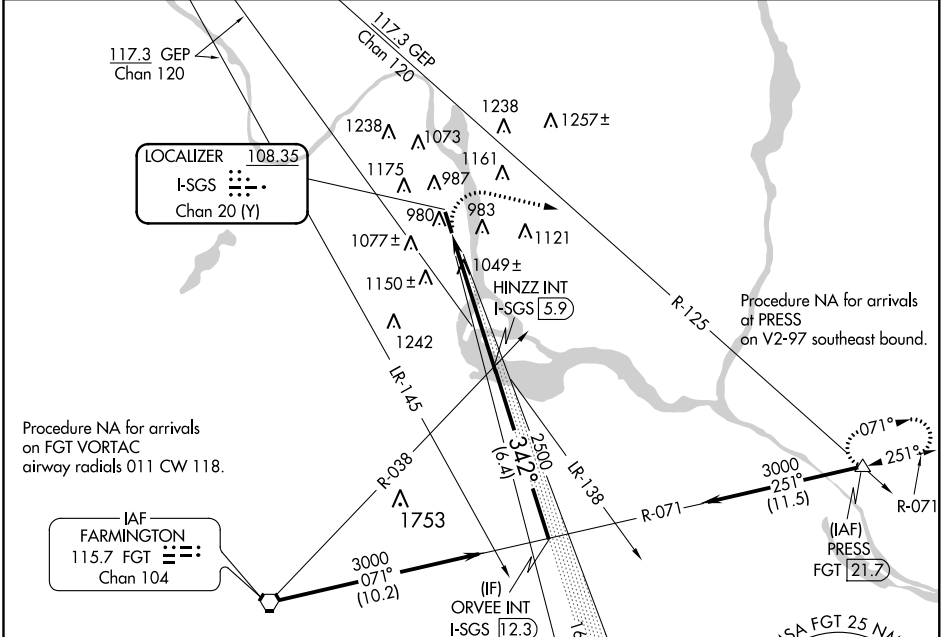 117.3 GEP
Chan 120
117.3 GEP
Chan 120
1238
1257±
1238
1073
1161
LOCALIZER 108.35
I-SGS
Chan 20 (Y)
1175
987
980
983
1121
1077±
1049±
1150±
HINZZ INT
I-SGS 5.9
1242
R-125
Procedure NA for arrivals
at PRESS
on V2-97 southeast bound.
LR-145
Procedure NA for arrivals
on FGT VORTAC
airway radials 011 CW 118.
R-038
342°
(6.4)
2500
LR-138
071°
251°
3000
251°
(11.5)
R-071
R-071
1753
IAF
FARMINGTON
115.7 FGT
Chan 104
(IAF)
PRESS
FGT 21.7
3000
071°
(10.2)
(IF)
ORVEE INT
I-SGS 12.3
SA FGT 25 N